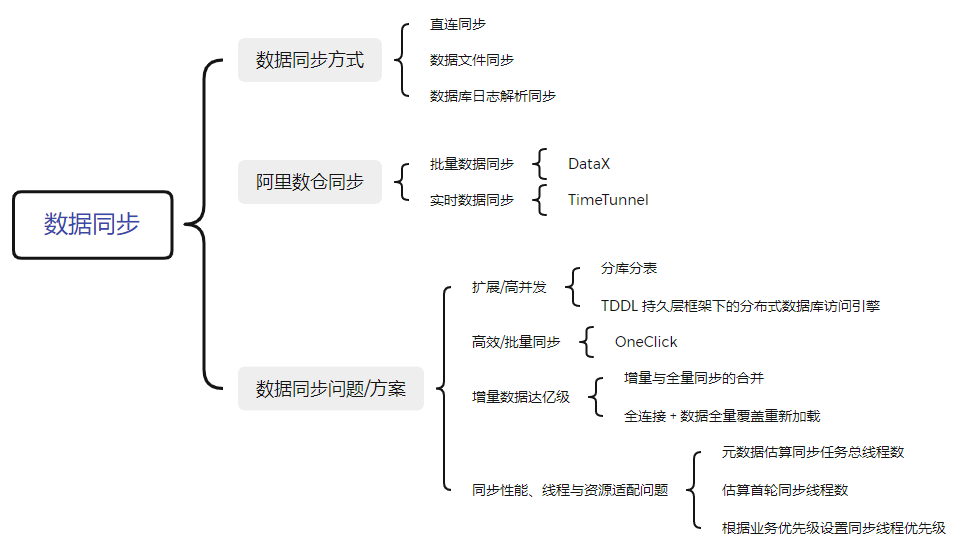 数据同步
数据同步方式
直连同步
数据文件同步
数据库日志解析同步
阿里数仓同步
批量数据同步
DataX
实时数据同步
TimeTunnel
数据同步问题/方案
扩展/高并发
分库分表
TDDL 持久层框架下的分布式数据库访问引擎
高效/批量同步
OneClick
增量数据达亿级
增量与全量同步的合并
全连接 + 数据全量覆盖重新加载
同步性能、线程与资源适配问题
元数据估算同步任务总线程数
估算首轮同步线程数
根据业务优先级设置同步线程优先级